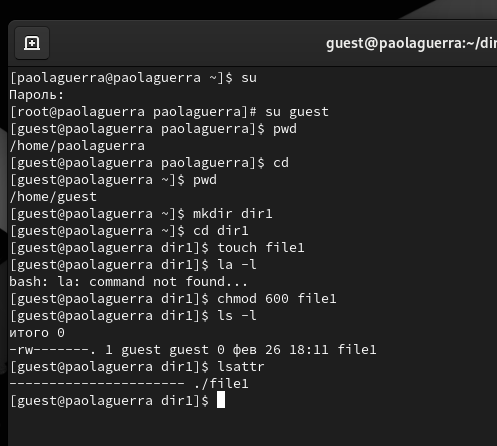 guest@paolaguerra:~/dir
[paolaguerra@paolaguerra ~]$ su
Пароль:
[root@paolaguerra paolaguerra]# su guest
[guest@paolaguerra paolaguerra]$ pwd
/home/paolaguerra
[guest@paolaguerra paolaguerra]$ cd
[guest@paolaguerra ~]$ pwd
/home/guest
[guest@paolaguerra ~]$ mkdir dir1
[guest@paolaguerra ~]$ cd dir1
[guest@paolaguerra dir1]$ touch file1
[guest@paolaguerra dir1]$ la -l
bash: la: command not found...
[guest@paolaguerra dir1]$ chmod 600 file1
[guest@paolaguerra dir1]$ ls -l
итого 0
-rw-------. 1 guest guest 0 фев 26 18:11 file1
[guest@paolaguerra dir1]$ lsattr
---------------------- ./file1
[guest@paolaguerra dir1]$